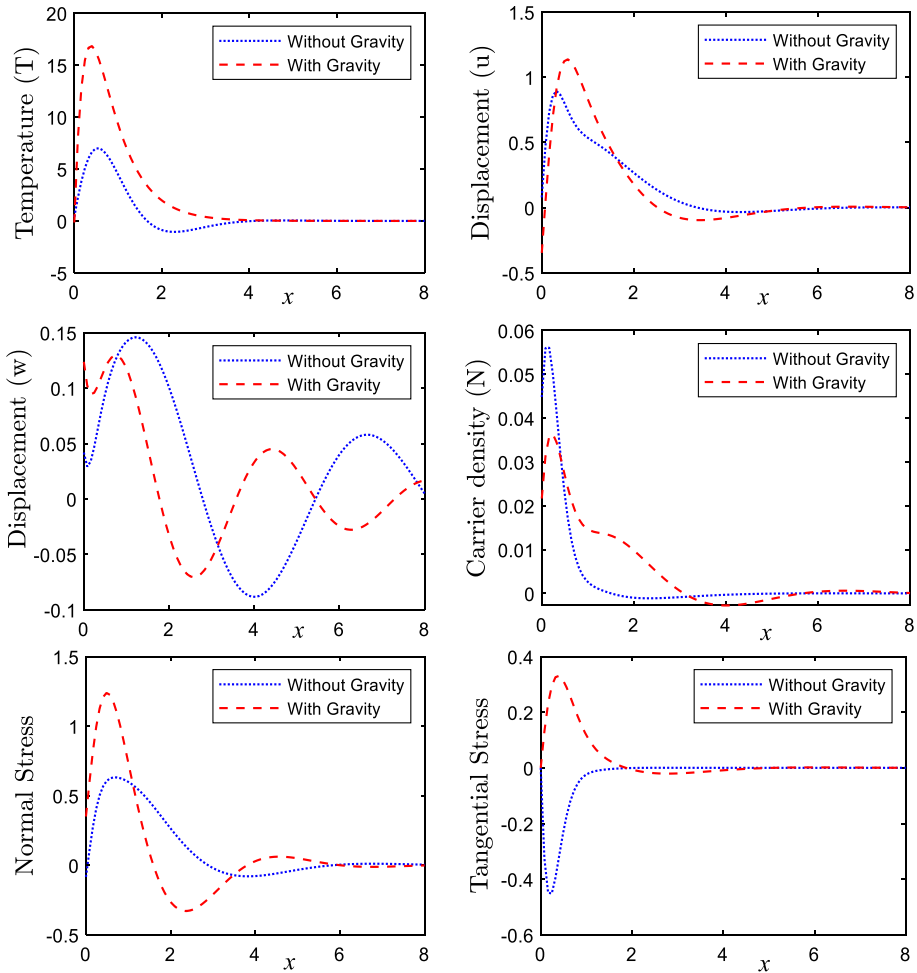 20
15
10
5
0
-5
Temperature (T)
Without Gravity
With Gravity
0
2
4
6
8
x
1.5
1
0.5
0
-0.5
Displacement (u)
Without Gravity
With Gravity
0
2
4
6
8
x
0.15
0.1
0.05
0
-0.05
-0.1
Displacement (w)
Without Gravity
With Gravity
0
2
4
6
8
x
0.06
0.05
0.04
0.03
0.02
0.01
0
Carrier density (N)
Without Gravity
With Gravity
0
2
4
6
8
x
1.5
1
0.5
0
-0.5
Normal Stress
Without Gravity
With Gravity
0
2
4
6
8
x
0.4
0.2
0
-0.2
-0.4
-0.6
Tangential Stress
Without Gravity
With Gravity
0
2
4
6
8
x